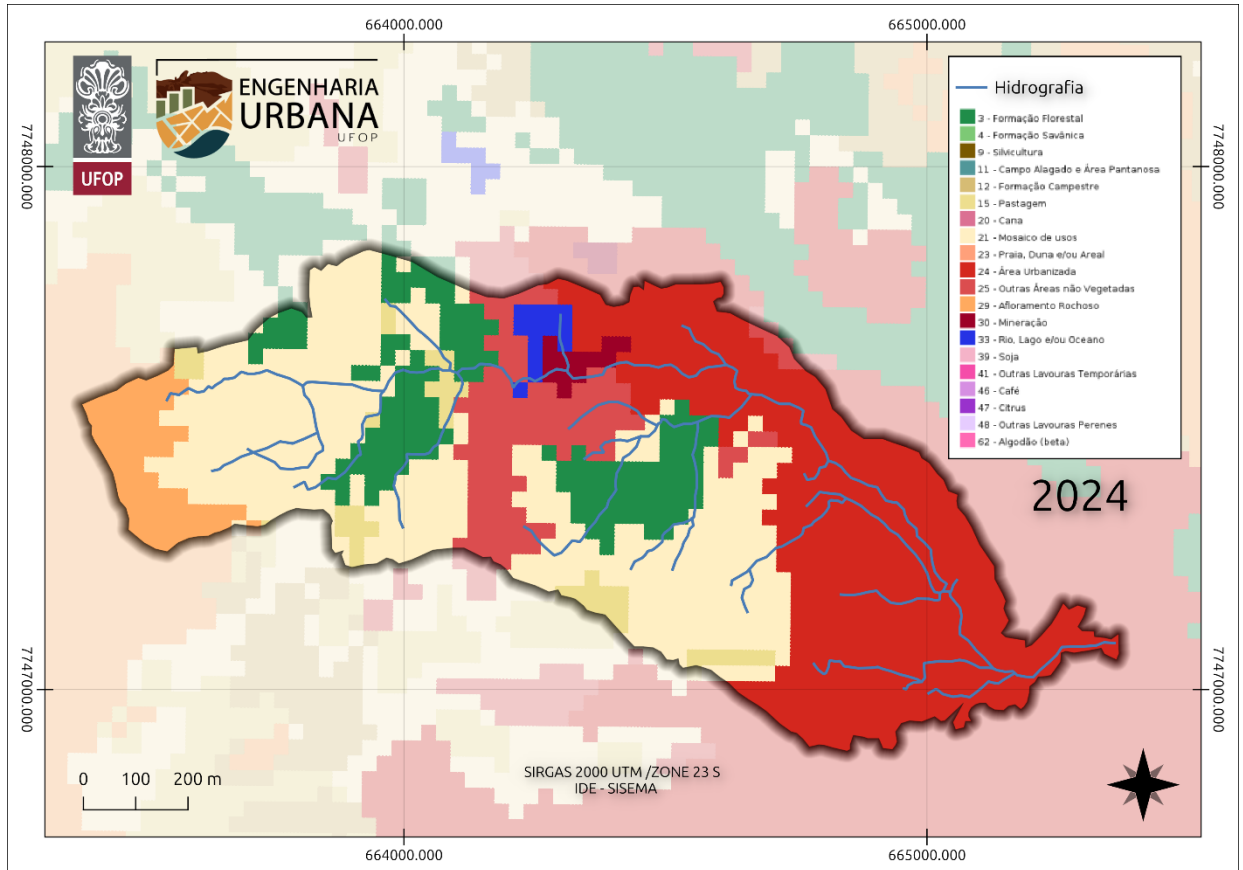 664000.000
665000.000
ENGENHARIA
URBANA
UFOP
UFOP
7748000.000
7748000.000
Hidrografia
3 - Formação Florestal
4 - Formação Savânica
9 - Silvicultura
11 - Campo Alagado e Área Pantanosa
12 - Formação Campestre
15 - Pastagem
20 - Cana
21 - Mosaico de usos
23 - Praia, Duna e/ou Areal
24 - Área Urbanizada
25 - Outras Áreas não Vegetadas
29 - Afloramento Rochoso
30 - Mineração
33 - Rio, Lago e/ou Oceano
39 - Soja
41 - Outras Lavouras Temporárias
46 - Café
47 - Citrus
48 - Outras Lavouras Perenes
62 - Algodão (beta)
2024
7747000.000
7747000.000
0 100 200 m
SIRGAS 2000 UTM /ZONE 23 S
IDE - SISEMA
664000.000
665000.000